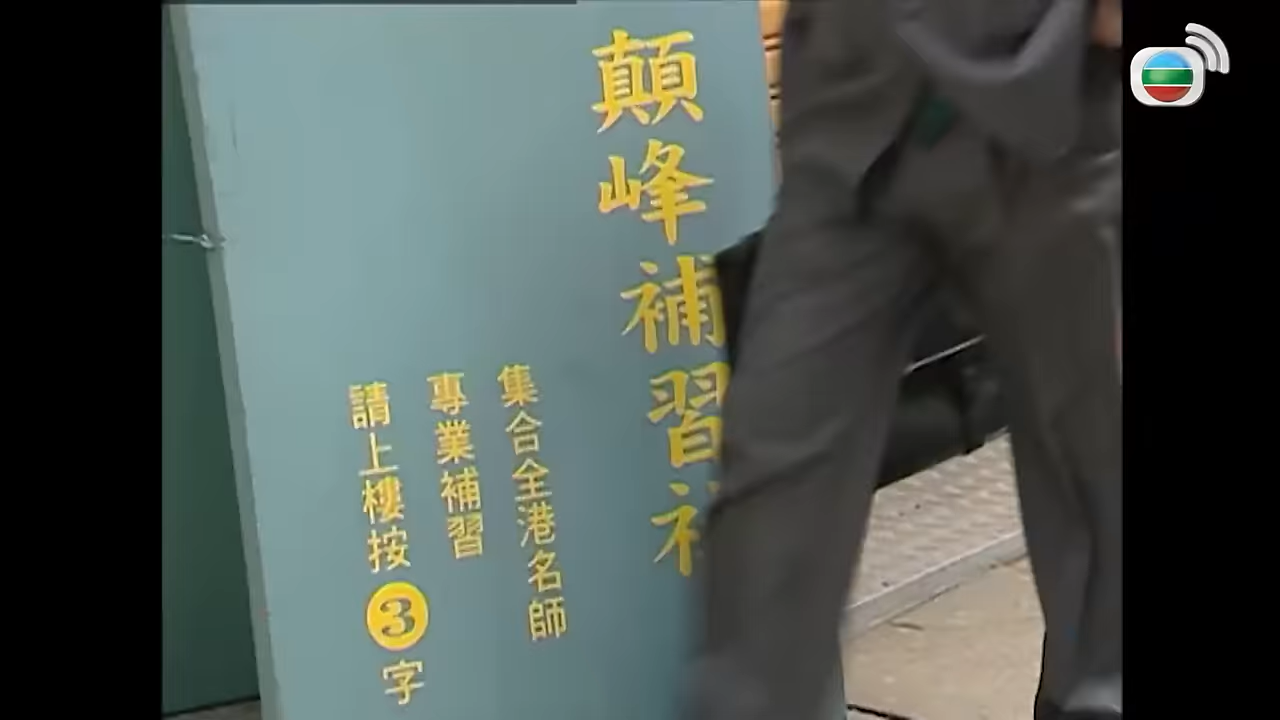 顛峰補習社
集合全港名師
專業補習
請上樓按3字